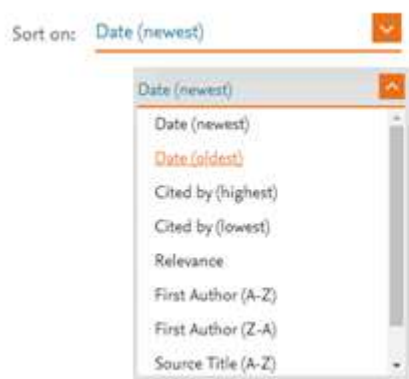 Sort on: Date (newest)
Date (newest)
Date (newest)
Date (oldest)
Cited by (highest)
Cited by (lowest)
Relevance
First Author (A-Z)
First Author (Z-A)
Source Title (A-Z)